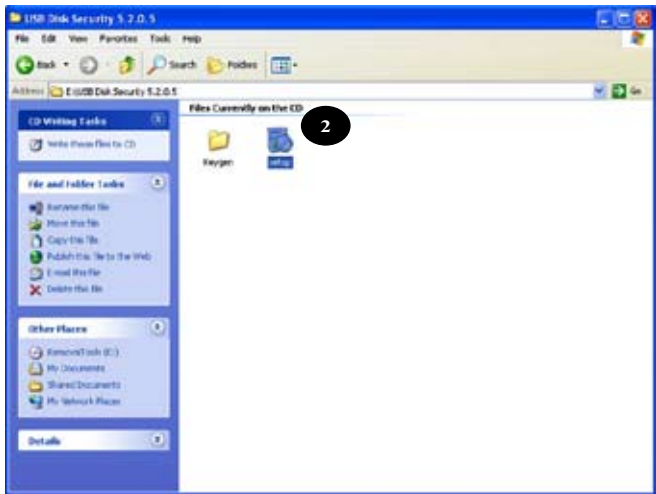 USB Disk Security 5.2.0.5
File Edit View Favorites Tools Help
Back Search Folders
Address E:\USB Disk Security 5.2.0.5 Go
Files Currently on the CD
2
Keygen setup
CD Writing Tasks
Write these files to CD
File and Folder Tasks
Rename this file
Move this file
Copy this file
Publish this file to the Web
E-mail this file
Delete this file
Other Places
RemovalTools (E:)
My Documents
Shared Documents
My Network Places
Details